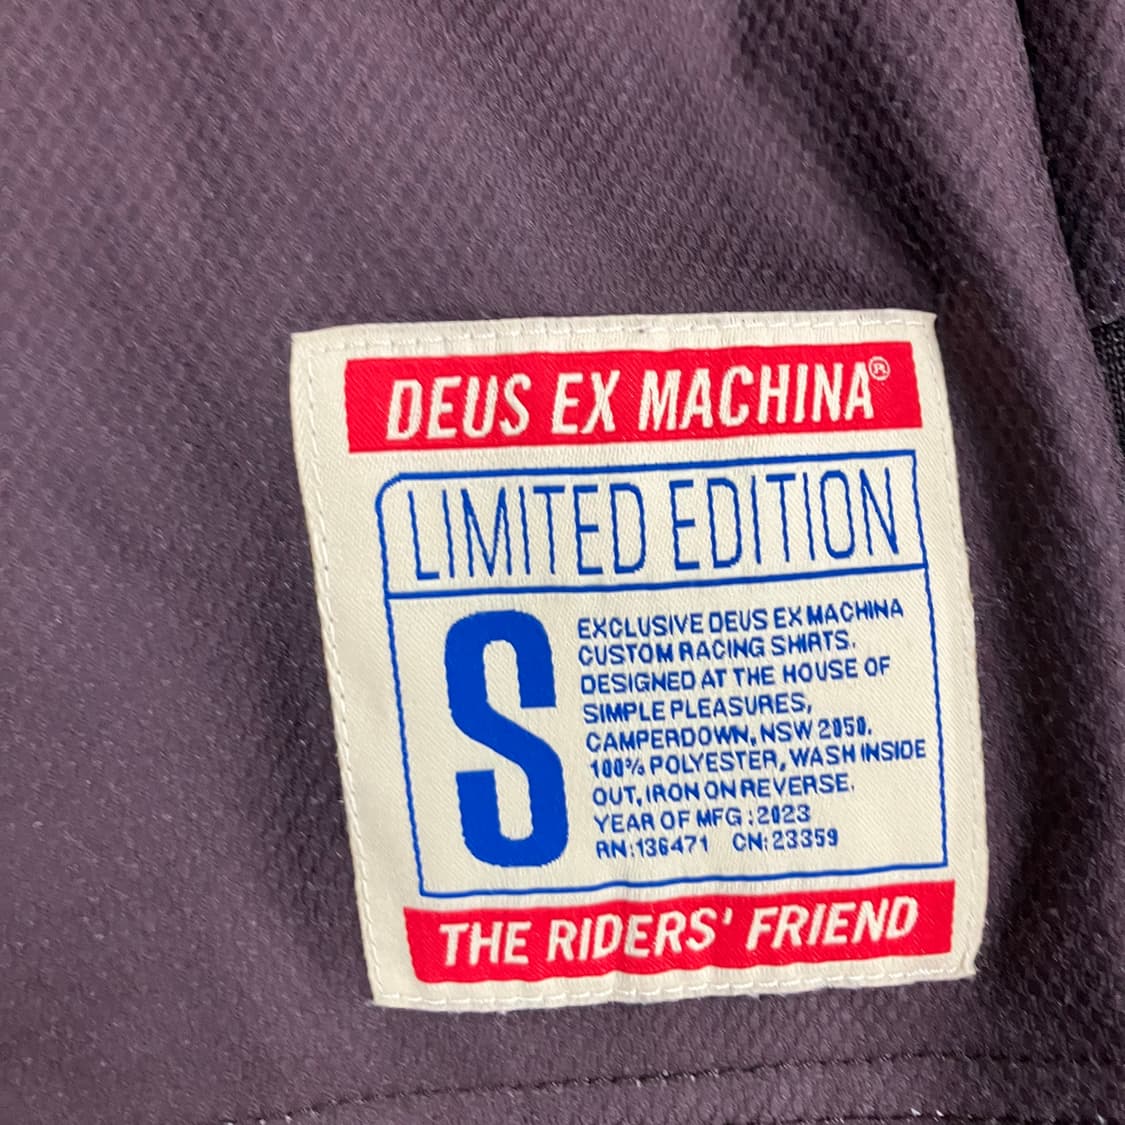 DEUS EX MACHINA®
LIMITED EDITION
S
EXCLUSIVE DEUS EX MACHINA
CUSTOM RACING SHIRTS.
DESIGNED AT THE HOUSE OF
SIMPLE PLEASURES,
CAMPERDOWN, NSW 2050.
100% POLYESTER, WASH INSIDE
OUT, IRON ON REVERSE.
YEAR OF MFG : 2023
RN: 136471 CN: 23359
THE RIDERS' FRIEND